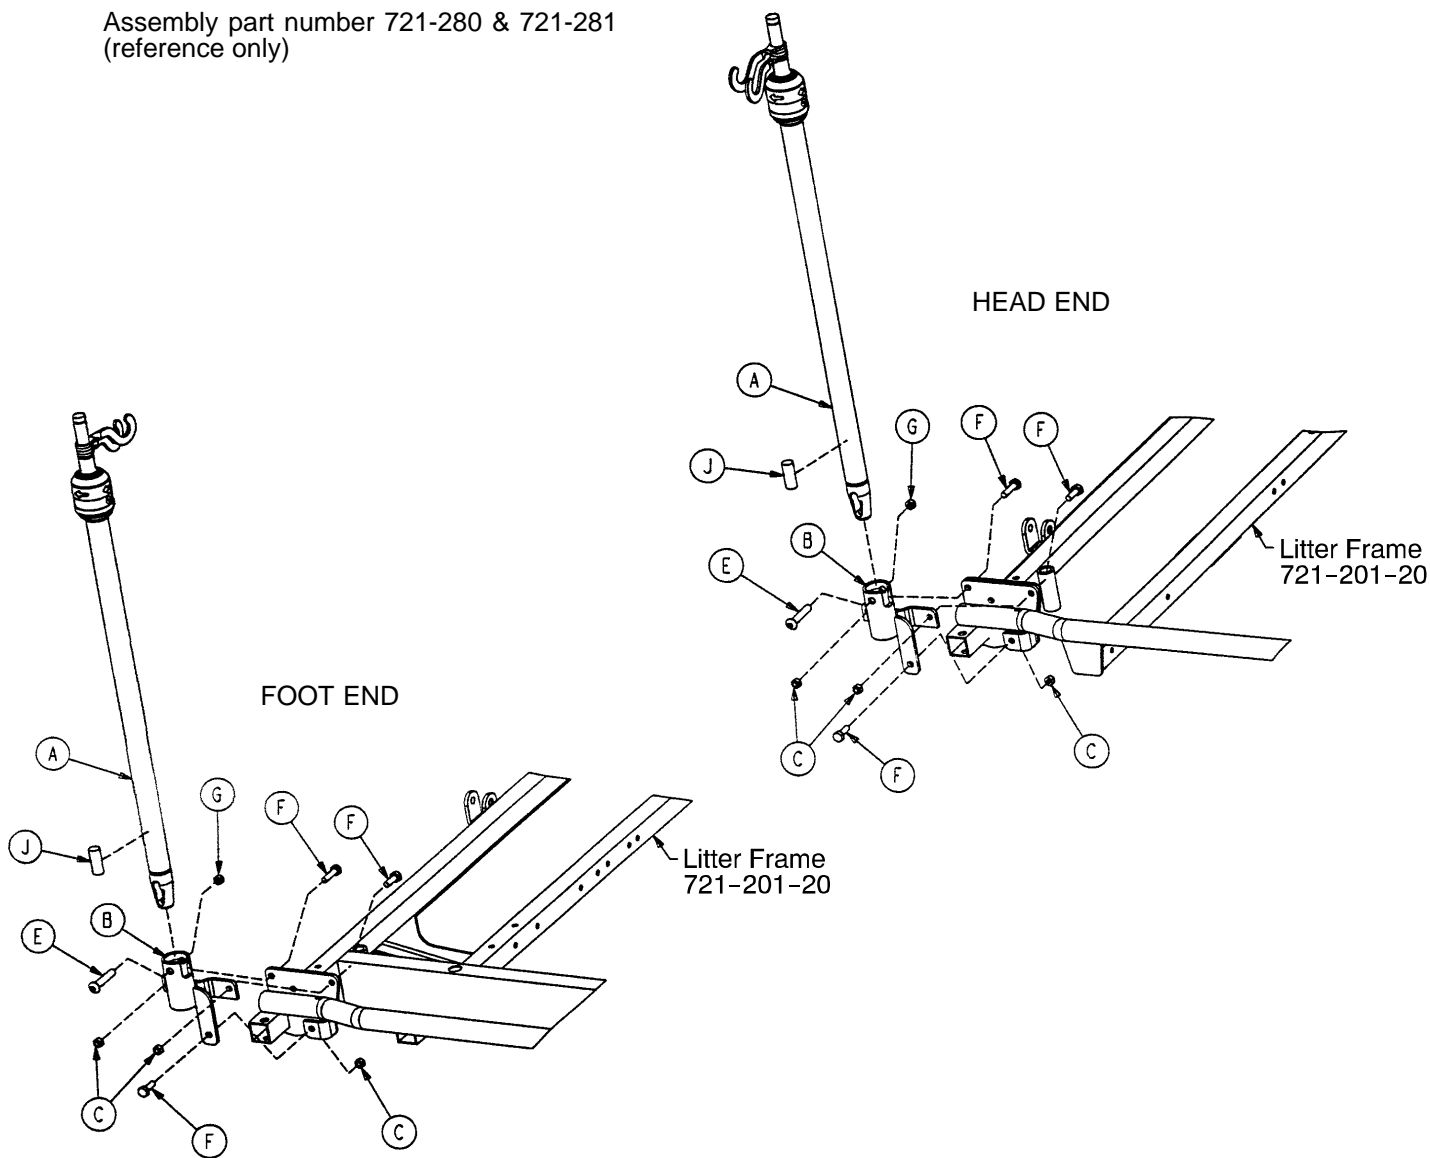 Assembly part number 721-280 & 721-281
(reference only)
HEAD END
A
J
G
F
F
B
E
Litter Frame
721-201-20
C
F
C
FOOT END
A
J
G
F
F
B
E
Litter Frame
721-201-20
C
F
C